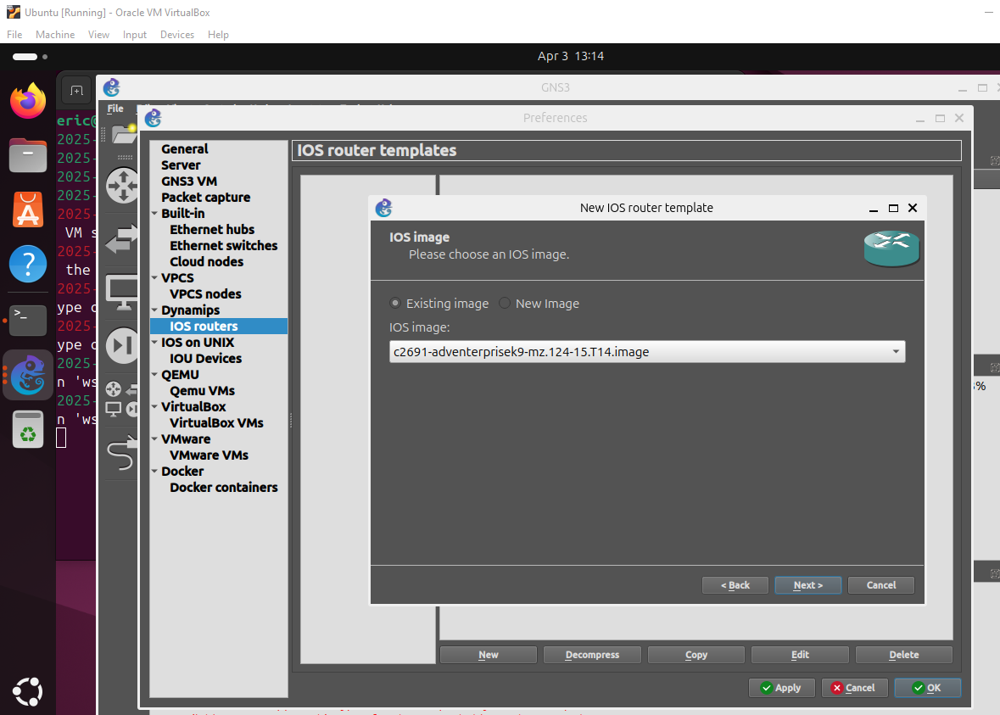 Ubuntu [Running] - Oracle VM VirtualBox
File Machine View Input Devices Help
Apr 3 13:14
GNS3
File
Preferences
eric@
2025-
2025-
2025-
2025-
2025-
VM s
2025-
the
2025-
ype c
2025-
ype c
2025-
n 'ws
2025-
n 'ws
General
Server
GNS3 VM
Packet capture
Built-in
Ethernet hubs
Ethernet switches
Cloud nodes
VPCS
VPCS nodes
Dynamips
IOS routers
IOS on UNIX
IOU Devices
QEMU
Qemu VMs
VirtualBox
VirtualBox VMs
VMware
VMware VMs
Docker
Docker containers
IOS router templates
New IOS router template
IOS image
Please choose an IOS image.
Existing image New Image
IOS image:
c2691-adventerprisek9-mz.124-15.T14.image
< Back Next > Cancel
%
New Decompress Copy Edit Delete
Apply Cancel OK